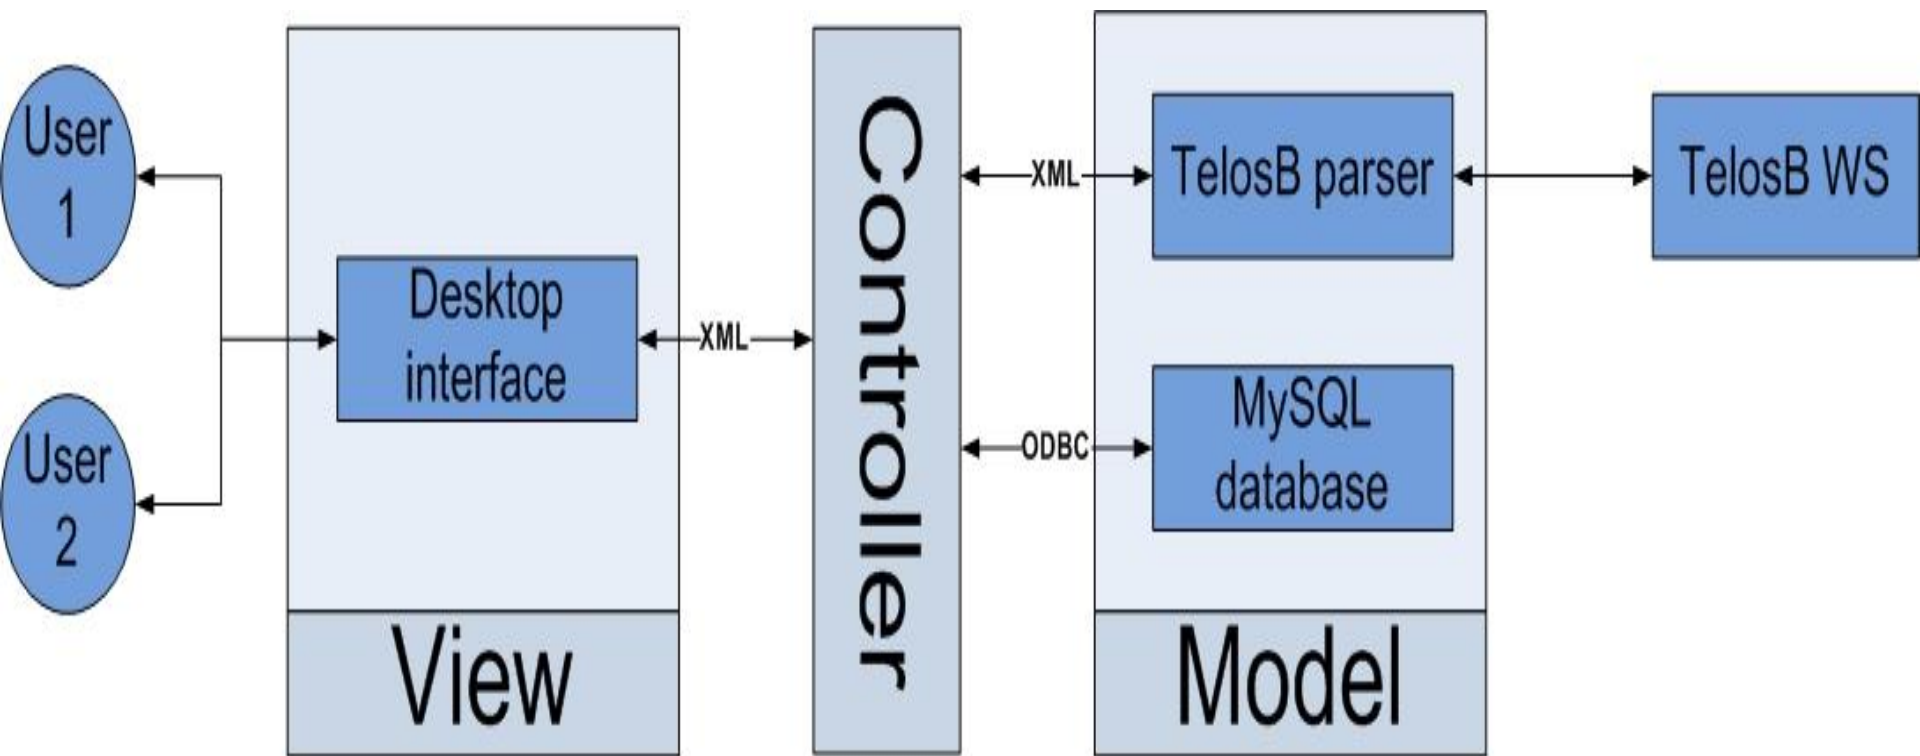 User
1
User
2
Desktop
interface
View
XML
Controller
XML
ODBC
TelosB parser
MySQL
database
Model
TelosB WS